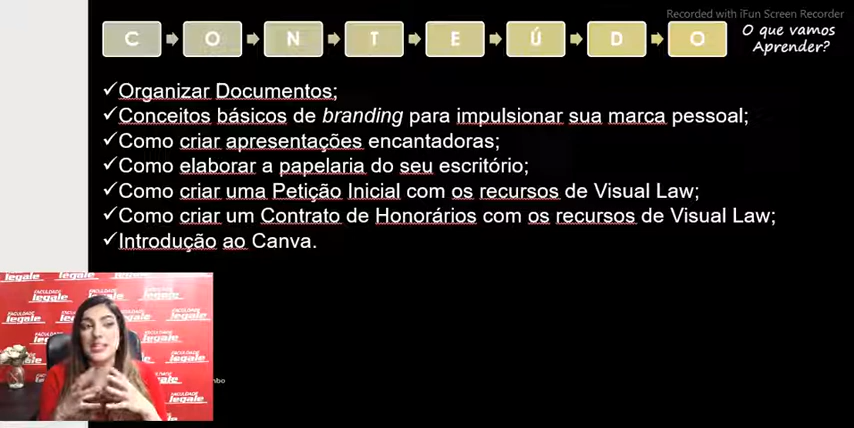 Recorded with iFun Screen Recorder
C O N T E Ú D O
O que vamos
Aprender?
✓Organizar Documentos;
✓Conceitos básicos de branding para impulsionar sua marca pessoal;
✓Como criar apresentações encantadoras;
✓Como elaborar a papelaria do seu escritório;
✓Como criar uma Petição Inicial com os recursos de Visual Law;
✓Como criar um Contrato de Honorários com os recursos de Visual Law;
✓Introdução ao Canva.
FACULDADE
legale